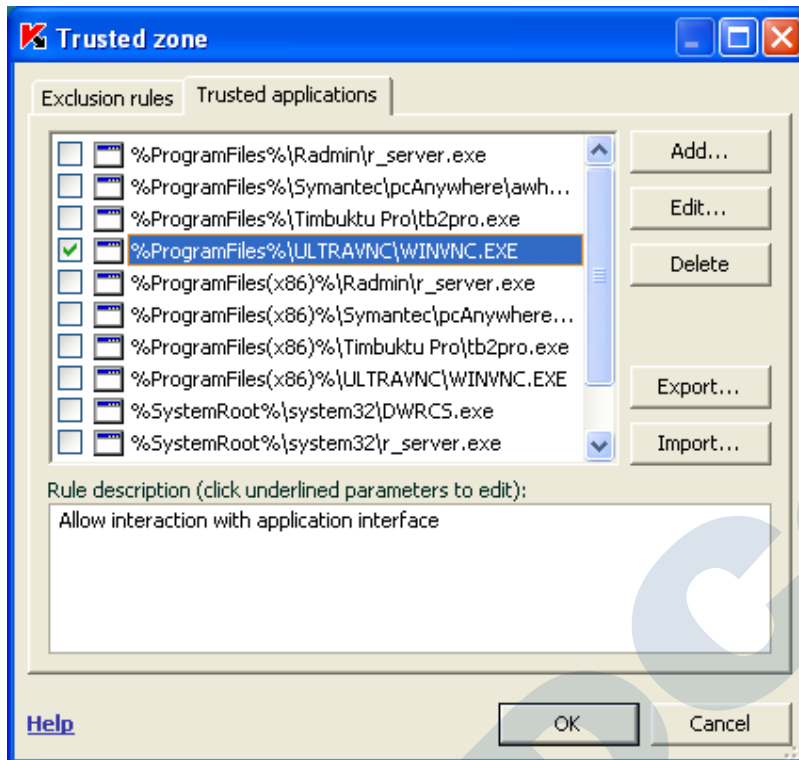 Trusted zone
Exclusion rules Trusted applications
%ProgramFiles%\Radmin\r_server.exe
%ProgramFiles%\Symantec\pcAnywhere\awh...
%ProgramFiles%\Timbuktu Pro\tb2pro.exe
%ProgramFiles%\ULTRAVNC\WINVNC.EXE
%ProgramFiles(x86)%\Radmin\r_server.exe
%ProgramFiles(x86)%\Symantec\pcAnywhere...
%ProgramFiles(x86)%\Timbuktu Pro\tb2pro.exe
%ProgramFiles(x86)%\ULTRAVNC\WINVNC.EXE
%SystemRoot%\system32\DWRCS.exe
%SystemRoot%\system32\r_server.exe
Add...
Edit...
Delete
Export...
Import...
Rule description (click underlined parameters to edit):
Allow interaction with application interface
Help OK Cancel